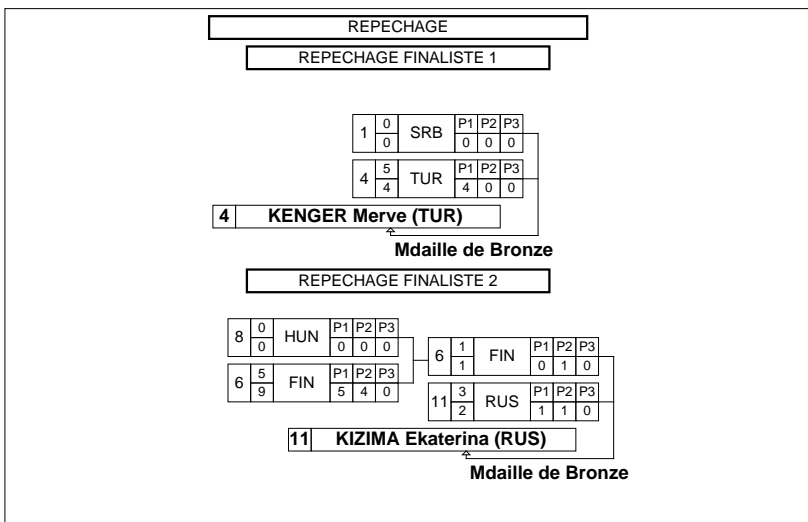 REPECHAGE
REPECHAGE FINALISTE 1
1 0 SRB P1 P2 P3
0 0 0 0
4 5 TUR P1 P2 P3
4 4 0 0
4 KENGER Merve (TUR)
Mdaille de Bronze
REPECHAGE FINALISTE 2
8 0 HUN P1 P2 P3
0 0 0 0
6 1 FIN P1 P2 P3
1 0 1 0
6 5 FIN P1 P2 P3
9 5 4 0
11 3 RUS P1 P2 P3
2 1 1 0
11 KIZIMA Ekaterina (RUS)
Mdaille de Bronze